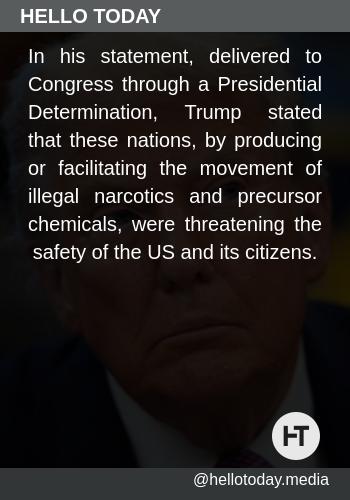 HELLO TODAY
In his statement, delivered to
Congress through a Presidential
Determination, Trump stated
that these nations, by producing
or facilitating the movement of
illegal narcotics and precursor
chemicals, were threatening the
safety of the US and its citizens.
HT
@hellotoday.media